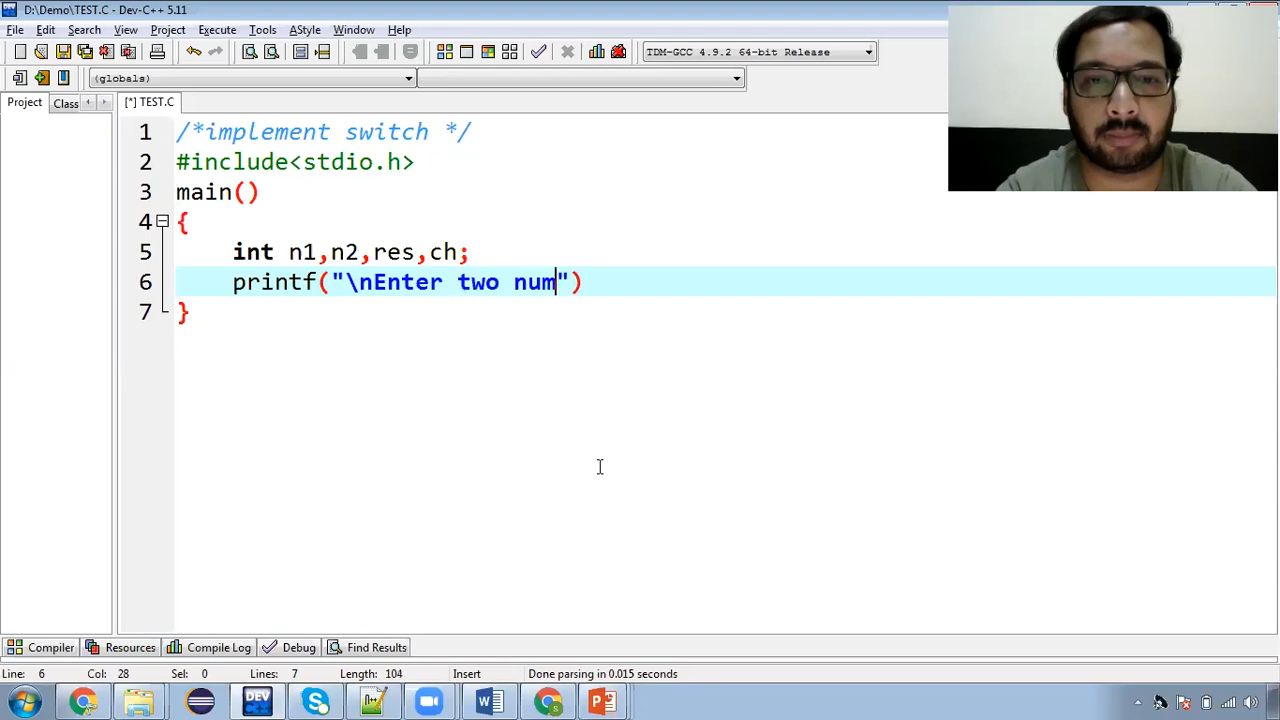 D:\Demo\TEST.C - Dev-C++ 5.11
File Edit Search View Project Execute Tools AStyle Window Help
TDM-GCC 4.9.2 64-bit Release
(globals)
Project Class [*] TEST.C
1 /*implement switch */
2 #include<stdio.h>
3 main()
4 {
5 int n1,n2,res,ch;
6 printf("\nEnter two num")
7 }
Compiler Resources Compile Log Debug Find Results
Line: 6 Col: 28 Sel: 0 Lines: 7 Length: 104 Insert Done parsing in 0.015 seconds
DEV C++